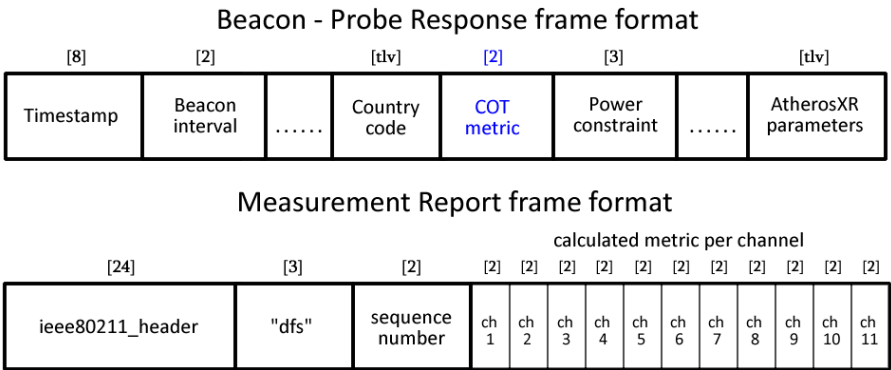 Beacon - Probe Response frame format
[8] [2] [tlv] [2] [3] [tlv]
Timestamp Beacon interval ...... Country code COT metric Power constraint ...... AtherosXR parameters
Measurement Report frame format
calculated metric per channel
[24] [3] [2] [2] [2] [2] [2] [2] [2] [2] [2] [2] [2] [2]
ieee80211_header "dfs" sequence number ch 1 ch 2 ch 3 ch 4 ch 5 ch 6 ch 7 ch 8 ch 9 ch 10 ch 11